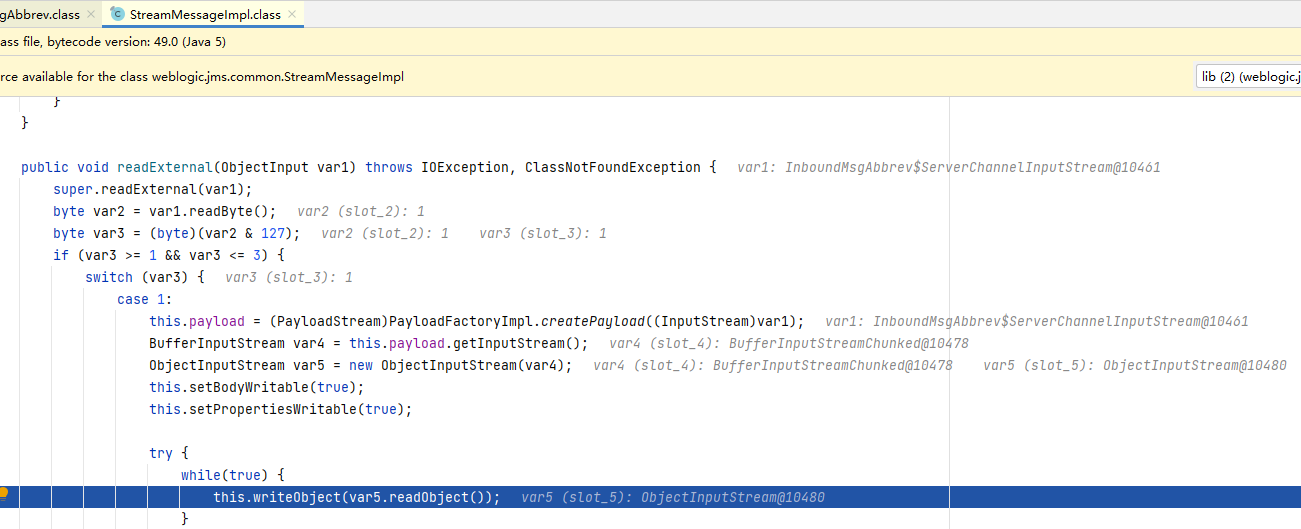 gAbbrev.class × StreamMessageImpl.class ×
ass file, bytecode version: 49.0 (Java 5)
rce available for the class weblogic.jms.common.StreamMessageImpl lib (2) (weblogic.j
}
}
public void readExternal(ObjectInput var1) throws IOException, ClassNotFoundException { var1: InboundMsgAbbrev$ServerChannelInputStream@10461
super.readExternal(var1);
byte var2 = var1.readByte(); var2 (slot_2): 1
byte var3 = (byte)(var2 & 127); var2 (slot_2): 1 var3 (slot_3): 1
if (var3 >= 1 && var3 <= 3) {
switch (var3) { var3 (slot_3): 1
case 1:
this.payload = (PayloadStream)PayloadFactoryImpl.createPayload((InputStream)var1); var1: InboundMsgAbbrev$ServerChannelInputStream@10461
BufferInputStream var4 = this.payload.getInputStream(); var4 (slot_4): BufferInputStreamChunked@10478
ObjectInputStream var5 = new ObjectInputStream(var4); var4 (slot_4): BufferInputStreamChunked@10478 var5 (slot_5): ObjectInputStream@10480
this.setBodyWritable(true);
this.setPropertiesWritable(true);
try {
while(true) {
this.writeObject(var5.readObject()); var5 (slot_5): ObjectInputStream@10480
}